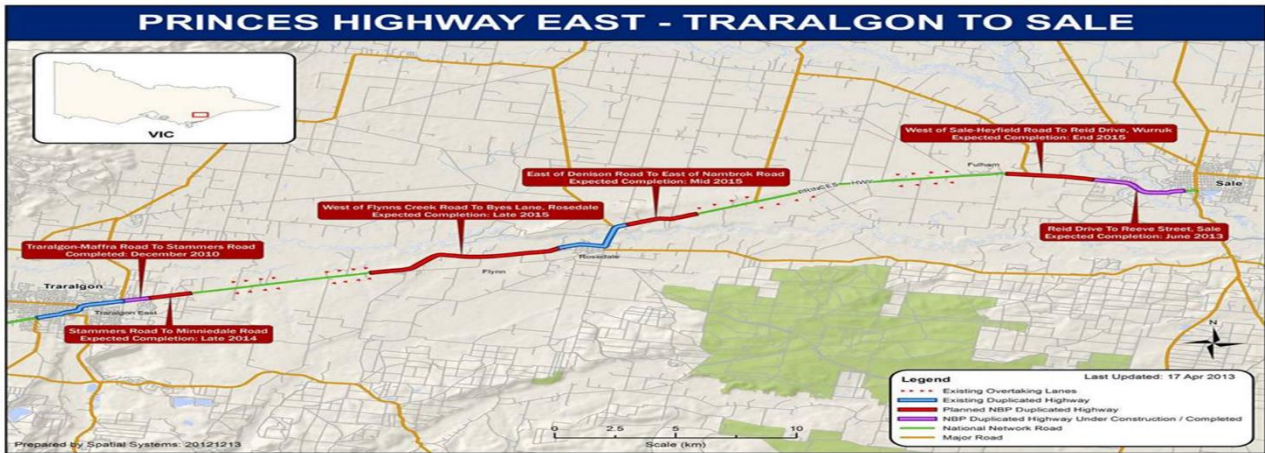 PRINCES HIGHWAY EAST - TRARALGON TO SALE
VIC
West of Sale-Heyfield Road To Reid Drive, Wurruk
Expected Completion: End 2015
Fulham
East of Denison Road To East of Nambrok Road
Expected Completion: Mid 2015
PRINCES HWY
Sale
West of Flynns Creek Road To Byes Lane, Rosedale
Expected Completion: Late 2015
Reid Drive To Reeve Street, Sale
Expected Completion: June 2013
Traralgon-Maffra Road To Stammers Road
Completed: December 2010
Rosedale
Flynn
Traralgon
Traralgon East
Stammers Road To Minniedale Road
Expected Completion: Late 2014
N
Legend
Last Updated: 17 Apr 2013
Existing Overtaking Lanes
Existing Duplicated Highway
Planned NBP Duplicated Highway
NBP Duplicated Highway Under Construction / Completed
National Network Road
Major Road
0 2.5 5 10
Scale (km)
Prepared by Spatial Systems: 20121213